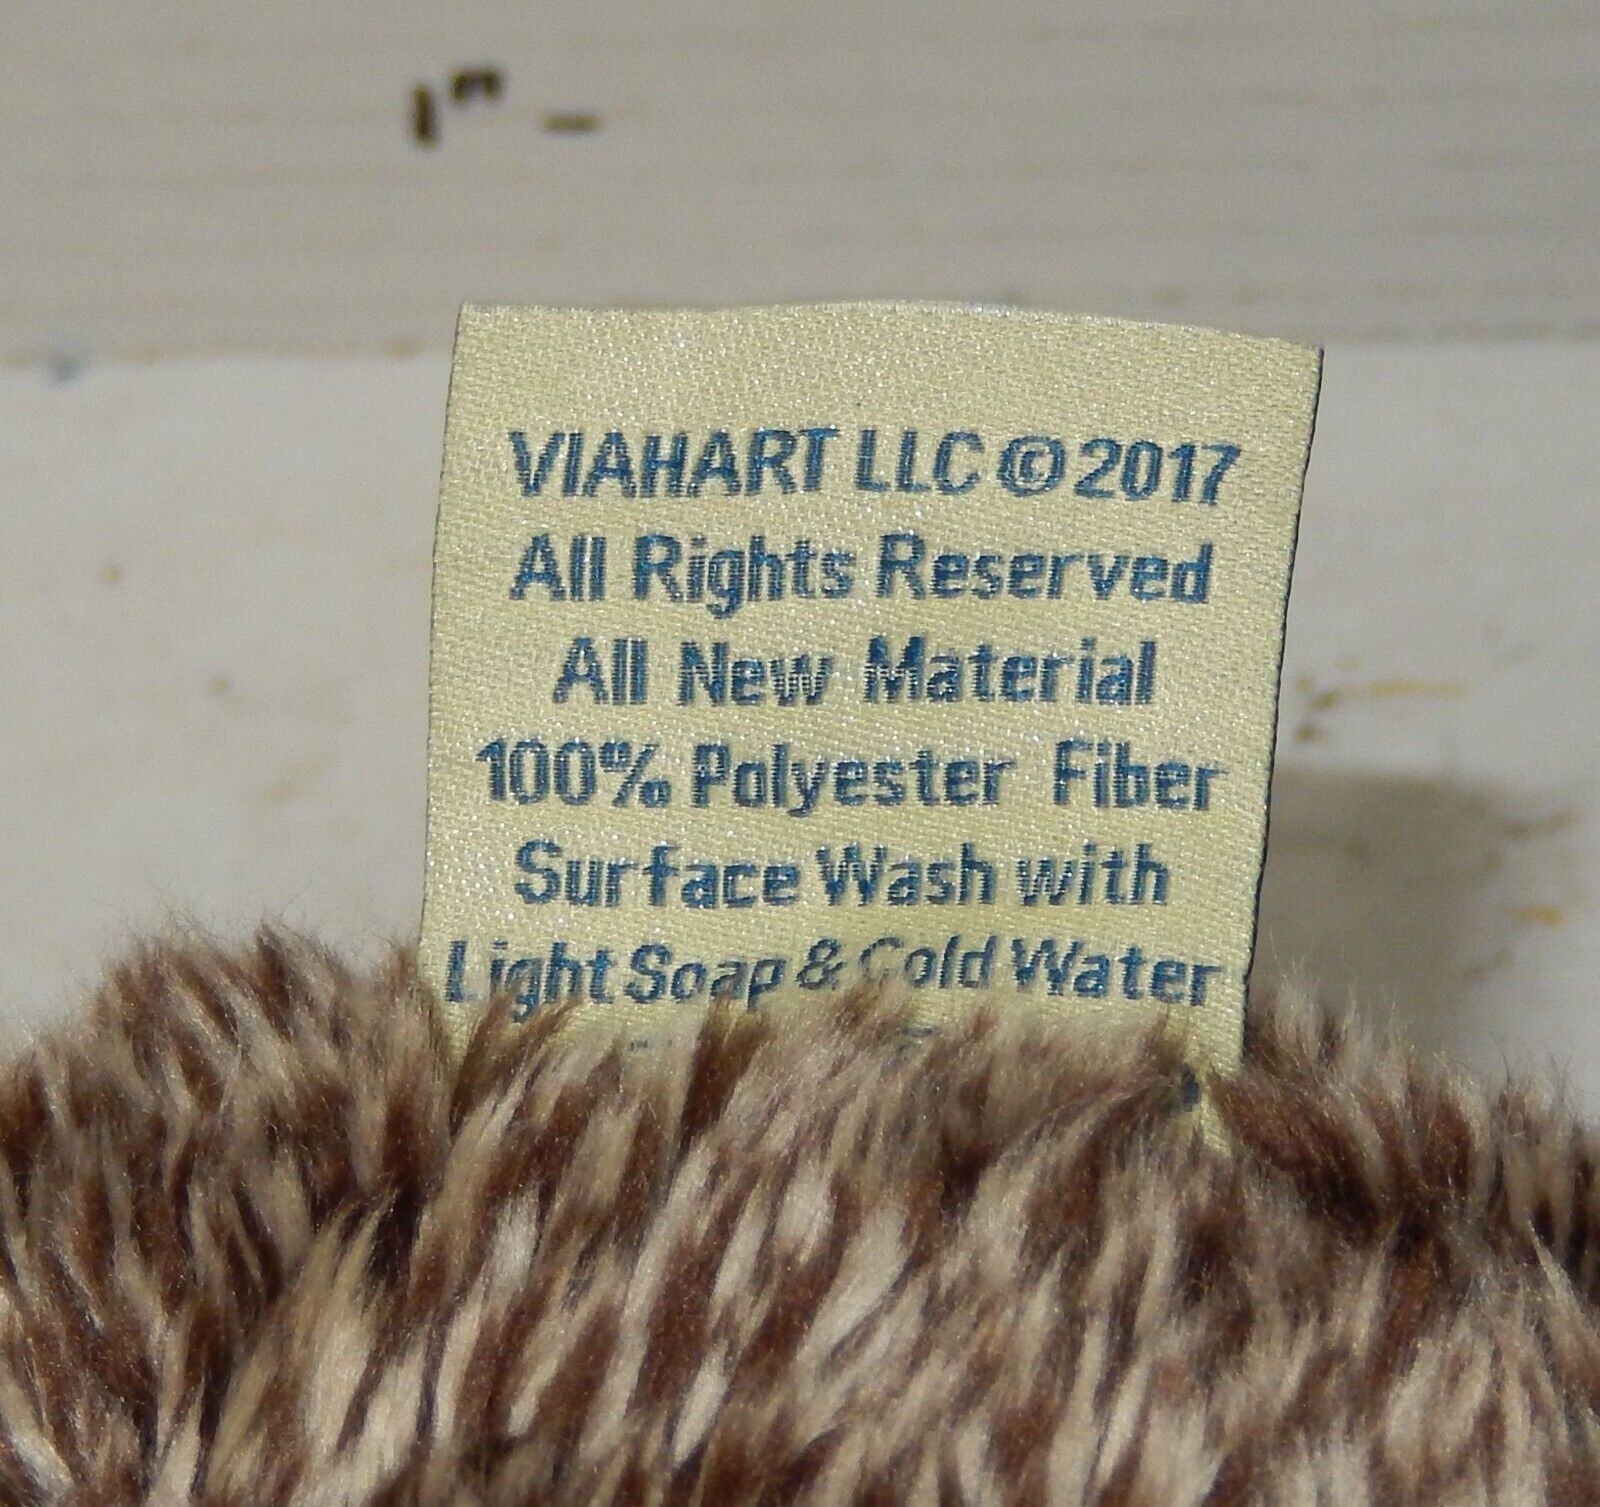 1" -
VIAHART LLC © 2017
All Rights Reserved
All New Material
100% Polyester Fiber
Surface Wash with
Light Soap & Cold Water